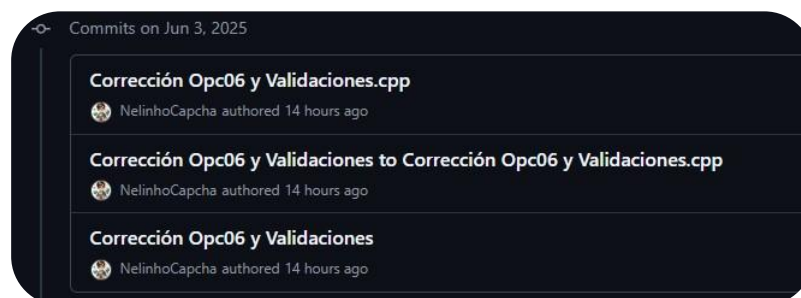 Commits on Jun 3, 2025
Corrección Opc06 y Validaciones.cpp
NelinhoCapcha authored 14 hours ago
Corrección Opc06 y Validaciones to Corrección Opc06 y Validaciones.cpp
NelinhoCapcha authored 14 hours ago
Corrección Opc06 y Validaciones
NelinhoCapcha authored 14 hours ago